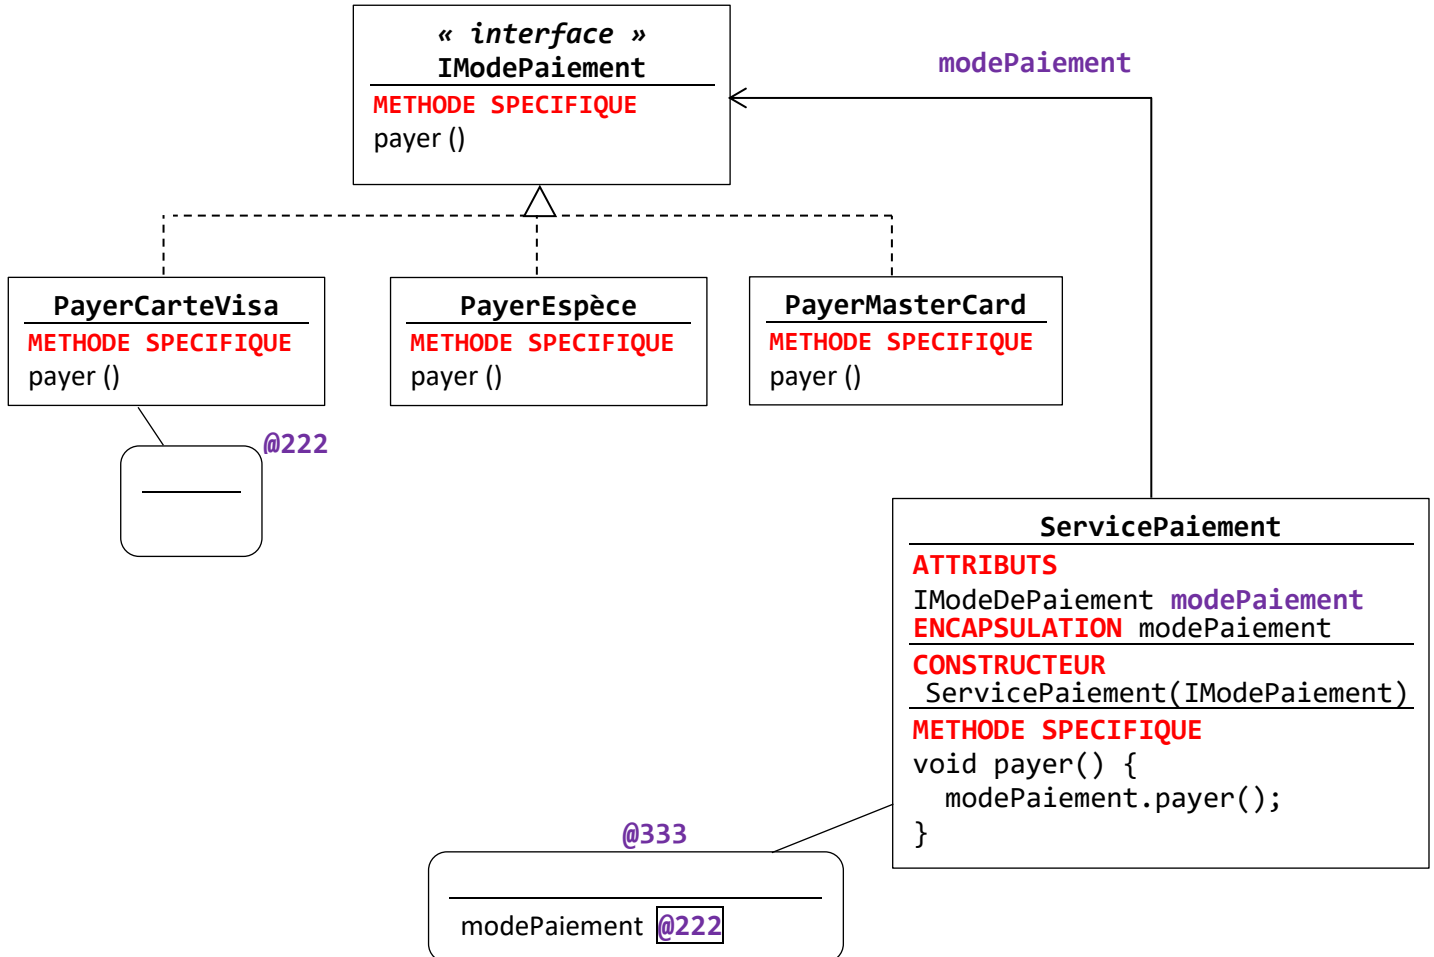 « interface »
IModePaiement
METHODE SPECIFIQUE
payer ()
modePaiement
PayerCarteVisa
METHODE SPECIFIQUE
payer ()
PayerEspèce
METHODE SPECIFIQUE
payer ()
PayerMasterCard
METHODE SPECIFIQUE
payer ()
@222
ServicePaiement
ATTRIBUTS
IModeDePaiement modePaiement
ENCAPSULATION modePaiement
CONSTRUCTEUR
ServicePaiement(IModePaiement)
METHODE SPECIFIQUE
void payer() {
modePaiement.payer();
}
@333
modePaiement @222